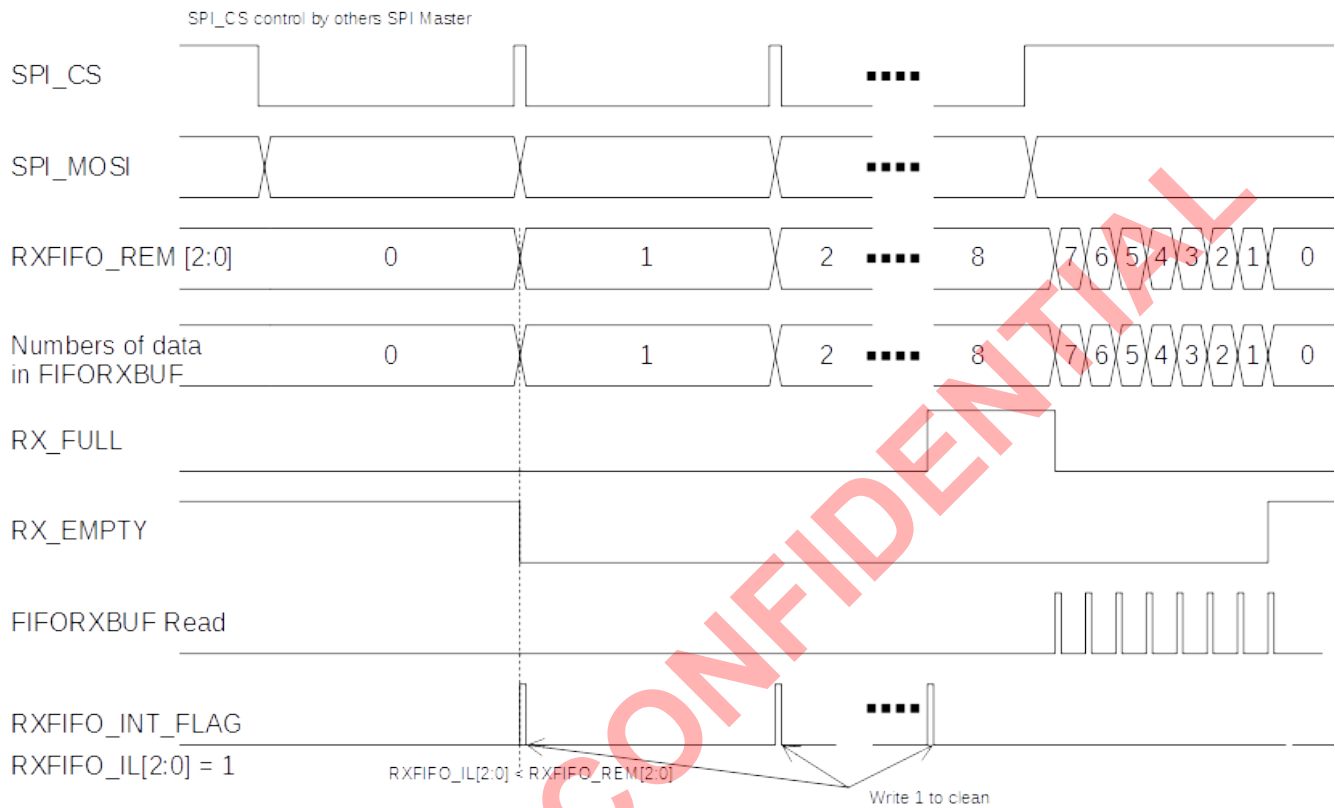 SPI_CS control by others SPI Master
SPI_CS
SPI_MOSI
RXFIFO_REM [2:0] 0 1 2 8 7 6 5 4 3 2 1 0
Numbers of data
in FIFORXBUF 0 1 2 8 7 6 5 4 3 2 1 0
RX_FULL
RX_EMPTY
FIFORXBUF Read
RXFIFO_INT_FLAG
RXFIFO_IL[2:0] = 1
RXFIFO_IL[2:0] < RXFIFO_REM[2:0]
Write 1 to clean
CONFIDENTIAL